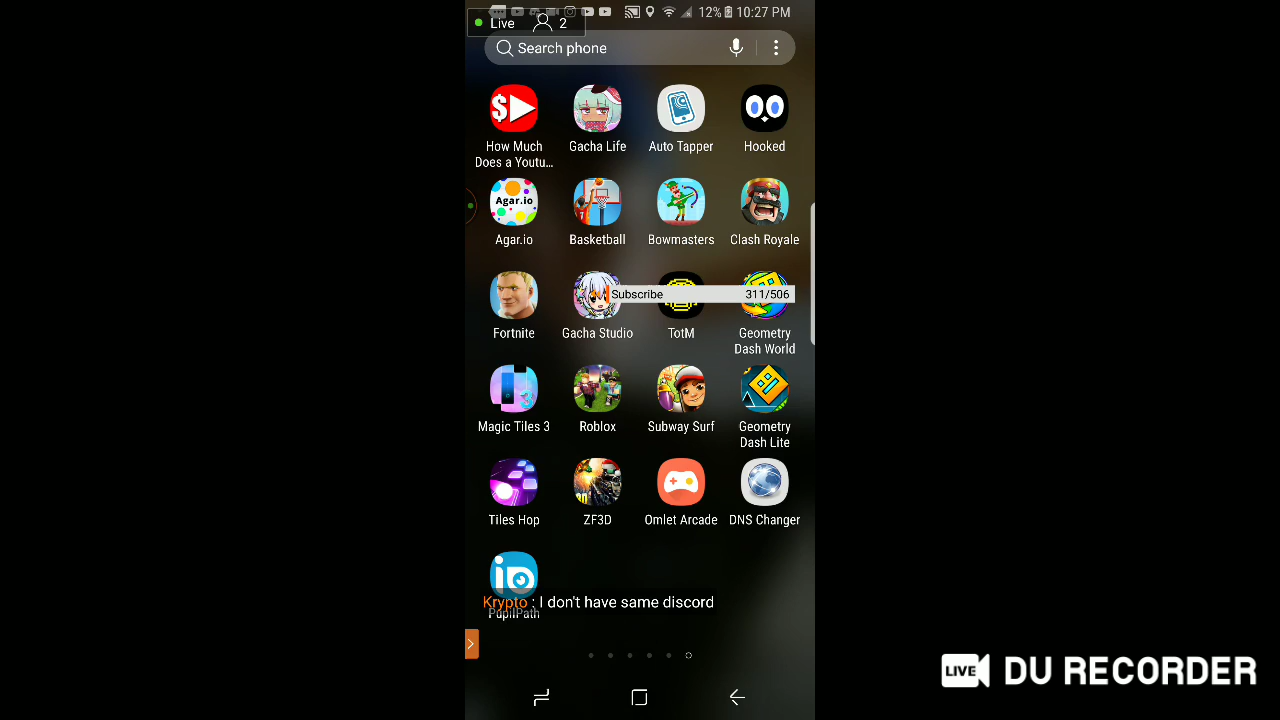 12% 10:27 PM
Live 2
Search phone
How Much
Does a Youtu...
Gacha Life
Auto Tapper
Hooked
Agar.io
Agar.io
Basketball
Bowmasters
Clash Royale
Subscribe 311/506
Fortnite
Gacha Studio
TotM
Geometry
Dash World
3
Magic Tiles 3
Roblox
Subway Surf
Geometry
Dash Lite
Tiles Hop
ZF3D
Omlet Arcade
DNS Changer
io
Krypto : I don't have same discord
PupilPath
LIVE DU RECORDER